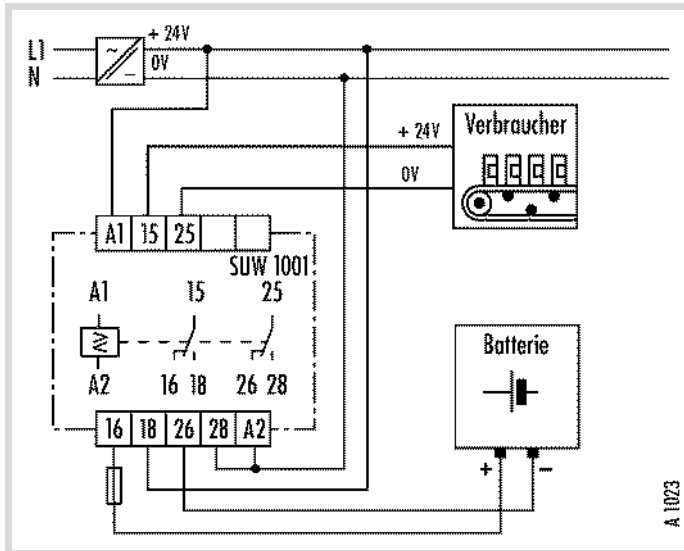 L1
+ 24V
N
0V
+ 24V
0V
Verbraucher
A1 15 25
SUW 1001
A1 15 25
A2 16 18 26 28
16 18 26 28 A2
Batterie
+ −
A 1023